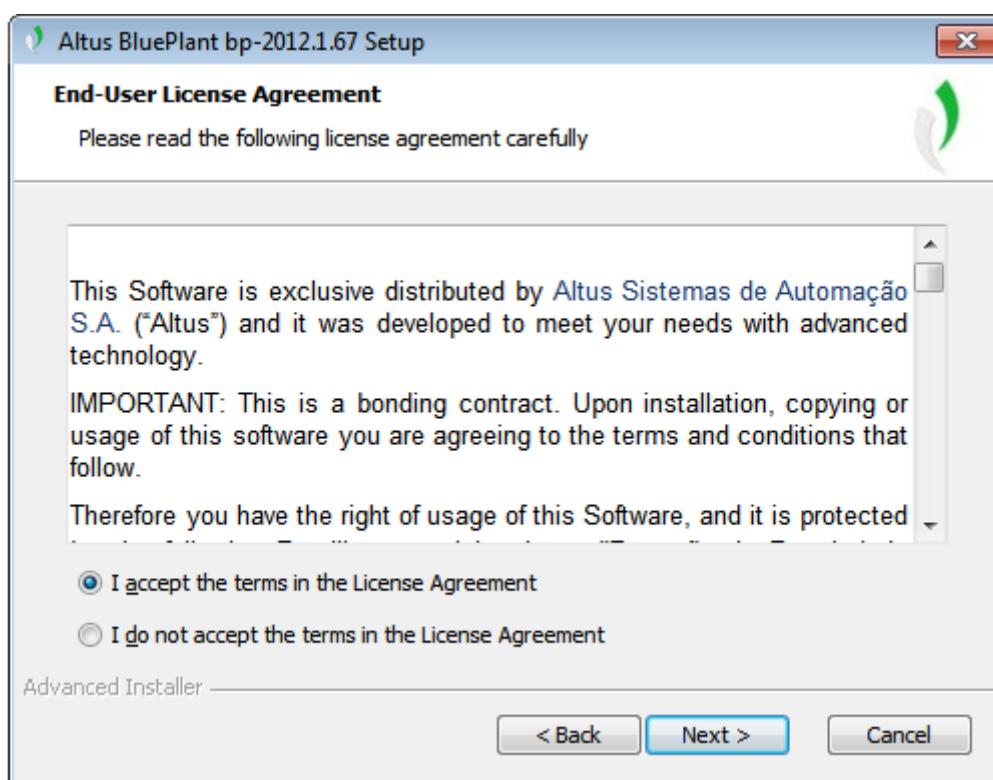 Altus BluePlant bp-2012.1.67 Setup
End-User License Agreement
Please read the following license agreement carefully
This Software is exclusive distributed by Altus Sistemas de Automação
S.A. (“Altus”) and it was developed to meet your needs with advanced
technology.
IMPORTANT: This is a bonding contract. Upon installation, copying or
usage of this software you are agreeing to the terms and conditions that
follow.
Therefore you have the right of usage of this Software, and it is protected
I accept the terms in the License Agreement
I do not accept the terms in the License Agreement
Advanced Installer
< Back
Next >
Cancel